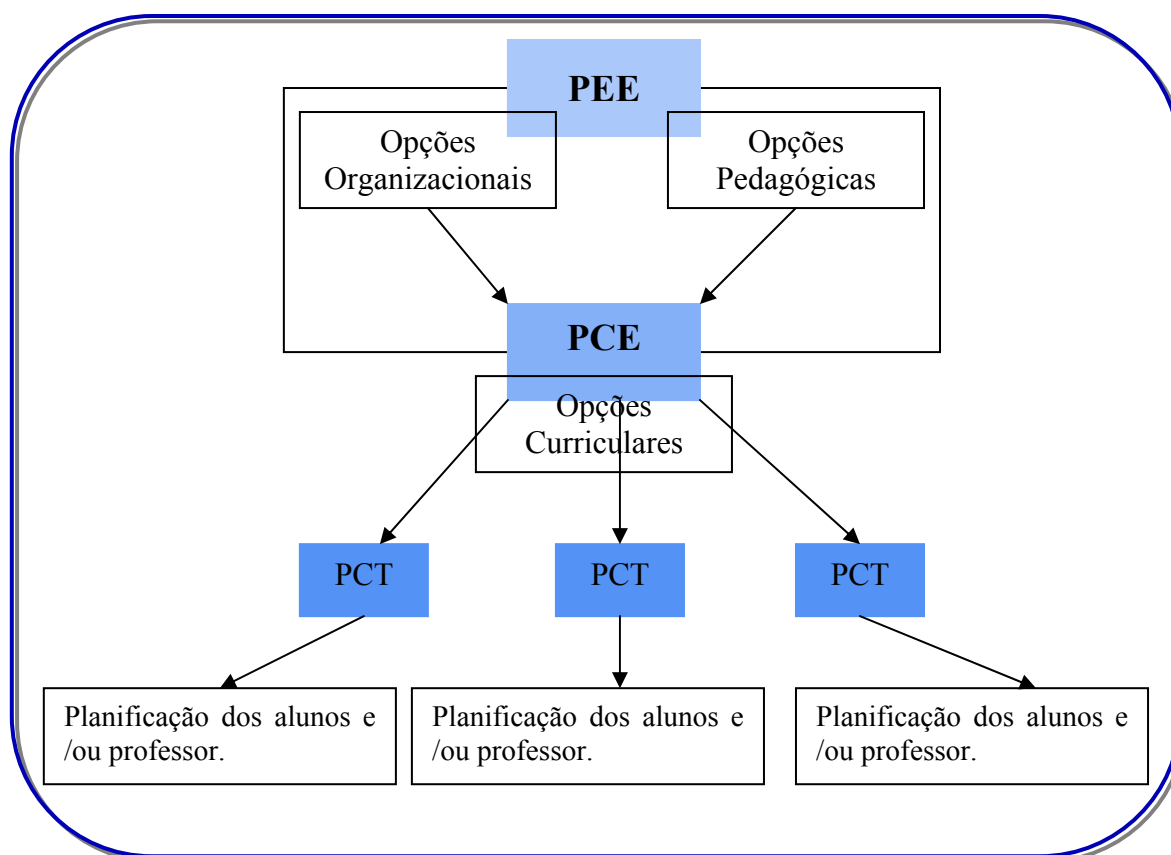 PEE
Opções
Organizacionais
Opções
Pedagógicas
PCE
Opções
Curriculares
PCT
PCT
PCT
Planificação dos alunos e
/ou professor.
Planificação dos alunos e
/ou professor.
Planificação dos alunos e
/ou professor.